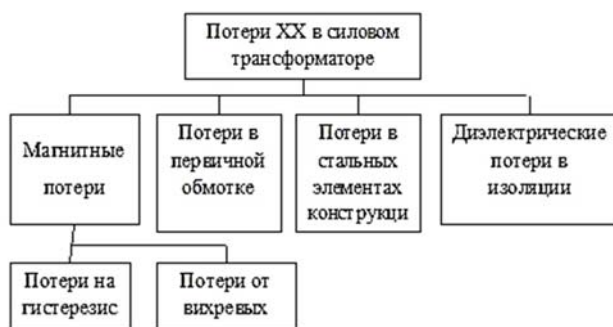 Потери ХХ в силовом
трансформаторе
Магнитные
потери
Потери в
первичной
обмотке
Потери в
стальных
элементах
конструкци
Диэлектрические
потери в
изоляции
Потери на
гистерезис
Потери от
вихревых